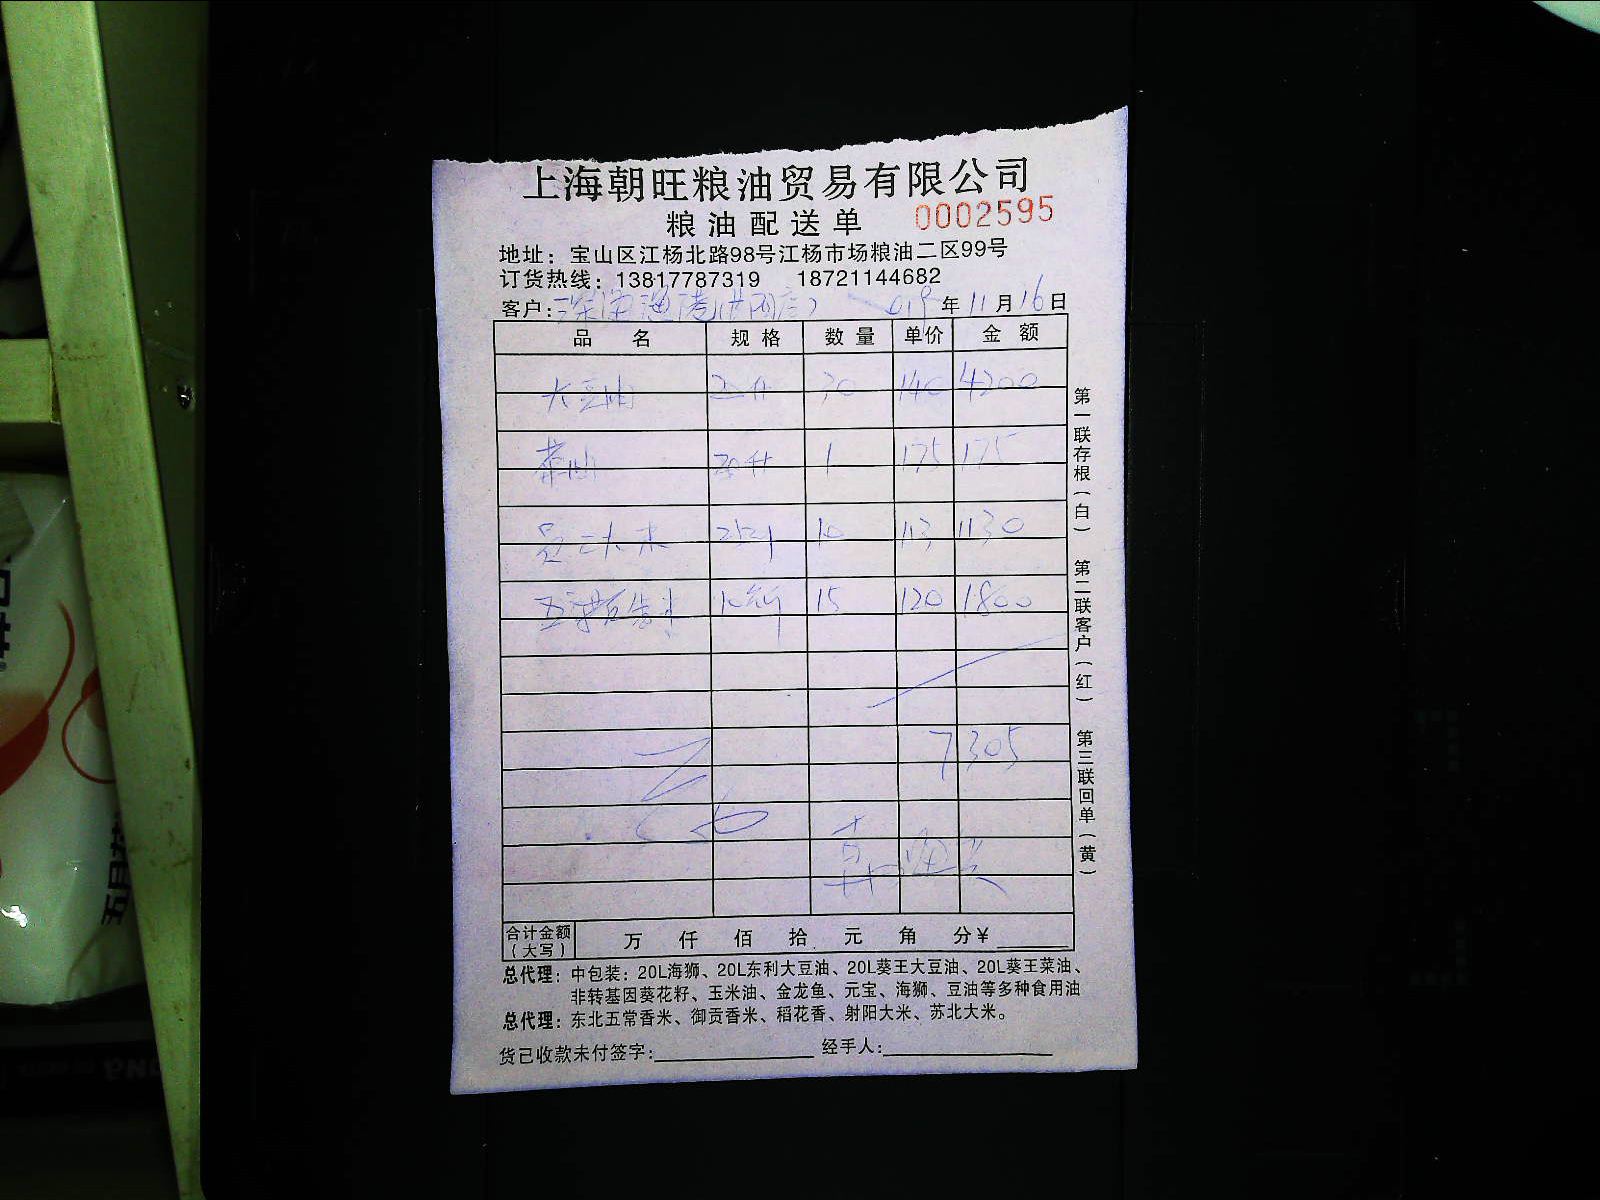 上海朝旺粮油贸易有限公司
粮油配送单 0002595
地址：宝山区江杨北路98号江杨市场粮油二区99号
订货热线：13817787319 18721144682
客户： 年 11 月 16 日
品 名 规 格 数 量 单价 金 额
大豆油 20升 30 140 4200
菜油 20升 1 175 175
大米 10 113 1130
15 120 1800
7305
合计金额（大写） 万 仟 佰 拾 元 角 分￥
总代理：中包装：20L海狮、20L东利大豆油、20L葵王大豆油、20L葵王菜油、
非转基因葵花籽、玉米油、金龙鱼、元宝、海狮、豆油等多种食用油
总代理：东北五常香米、御贡香米、稻花香、射阳大米、苏北大米。
货已收款未付签字： 经手人：
第一联存根（白） 第二联客户（红） 第三联回单（黄）